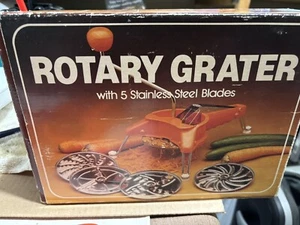 ROTARY GRATER
with 5 Stainless Steel Blades